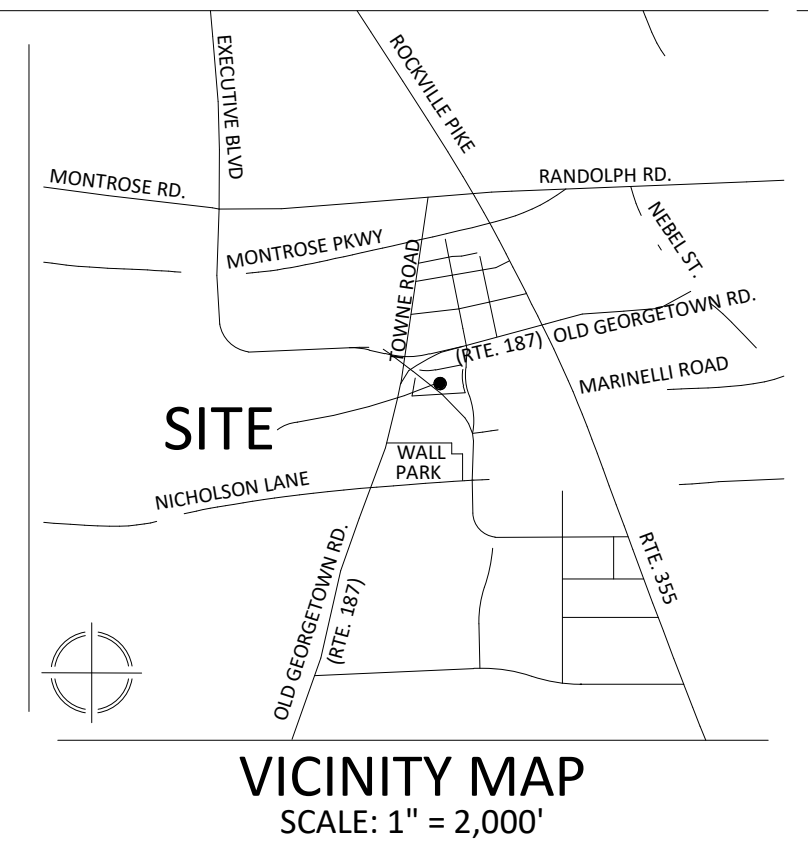 EXECUTIVE BLVD
ROCKVILLE PIKE
MONTROSE RD.
RANDOLPH RD.
NEBEL ST.
MONTROSE PKWY
TOWNE ROAD
OLD GEORGETOWN RD.
(RTE. 187)
MARINELLI ROAD
SITE
WALL
PARK
NICHOLSON LANE
OLD GEORGETOWN RD.
(RTE. 187)
RTE. 355
VICINITY MAP
SCALE: 1" = 2,000'